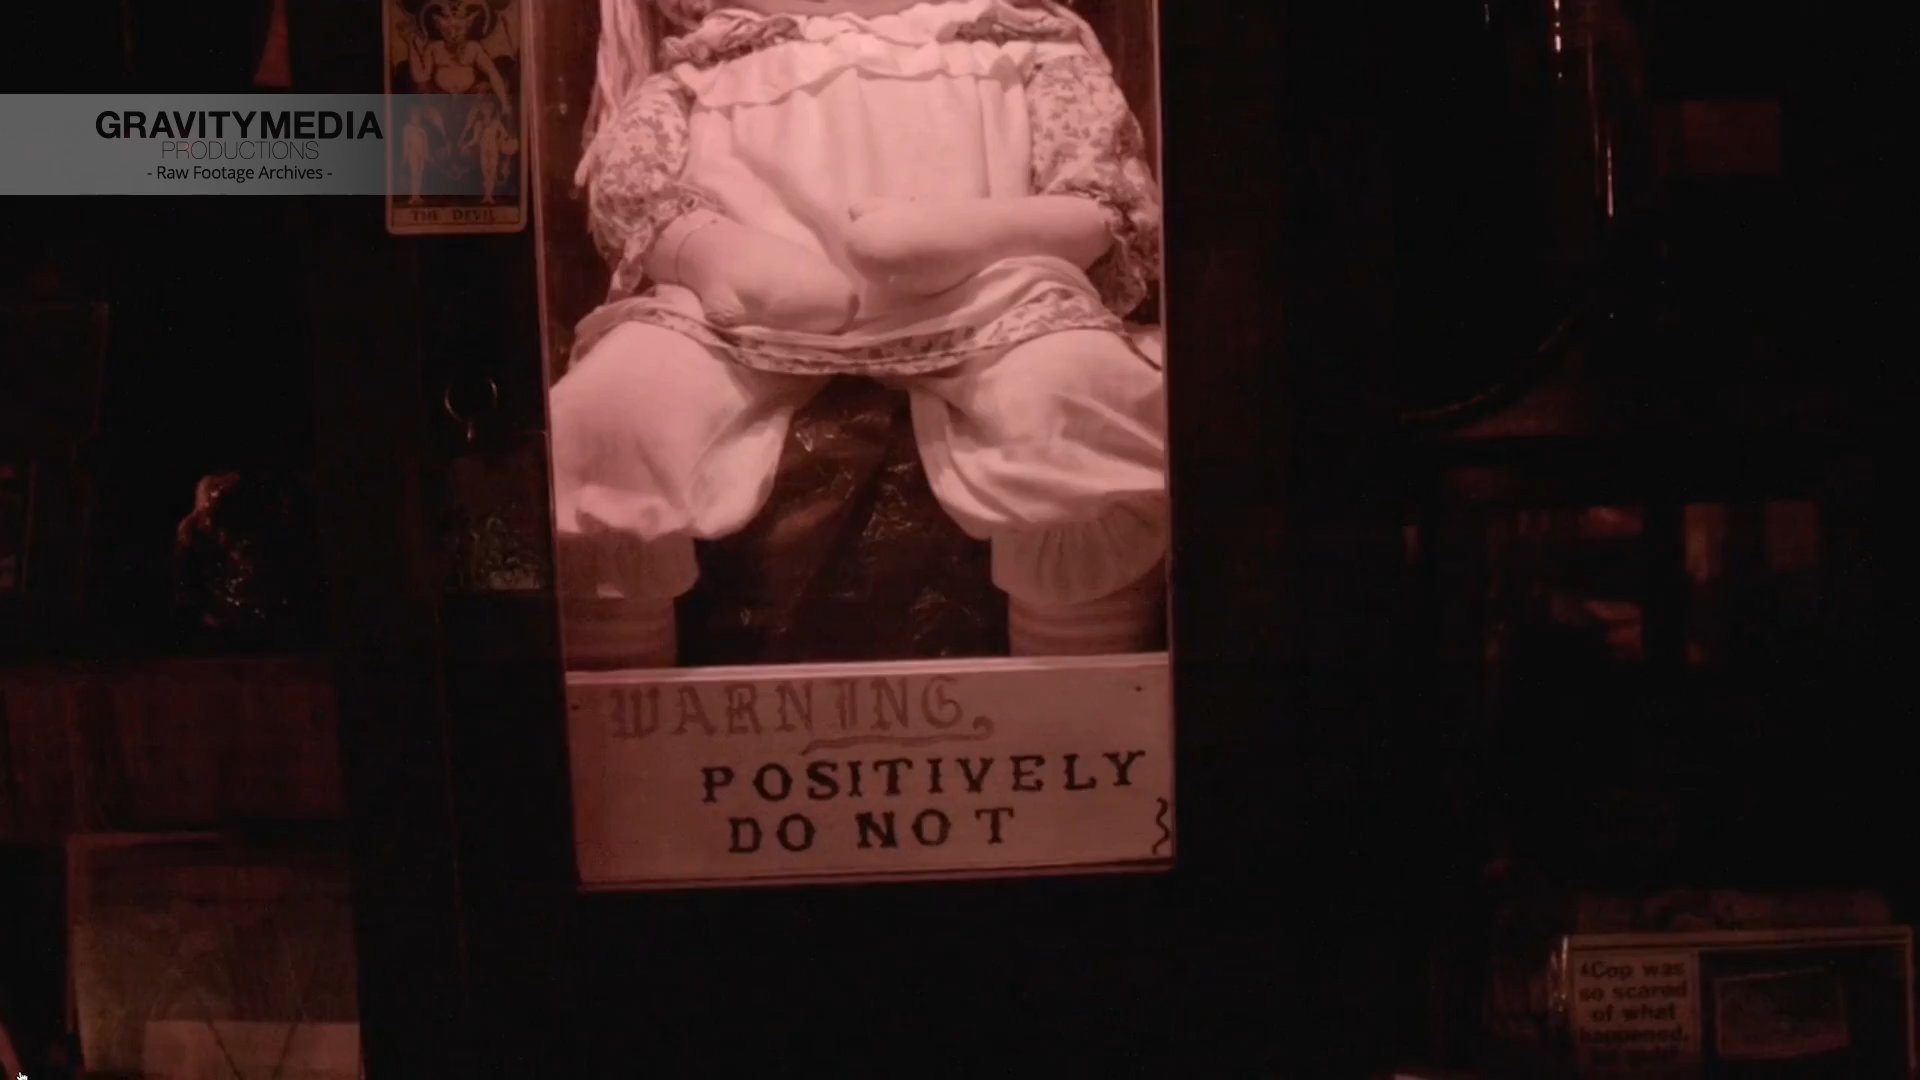 GRAVITYMEDIA
PRODUCTIONS
- Raw Footage Archives -
THE DEVIL
WARNING,
POSITIVELY
DO NOT
"Cop was
so scared
of what
happened,